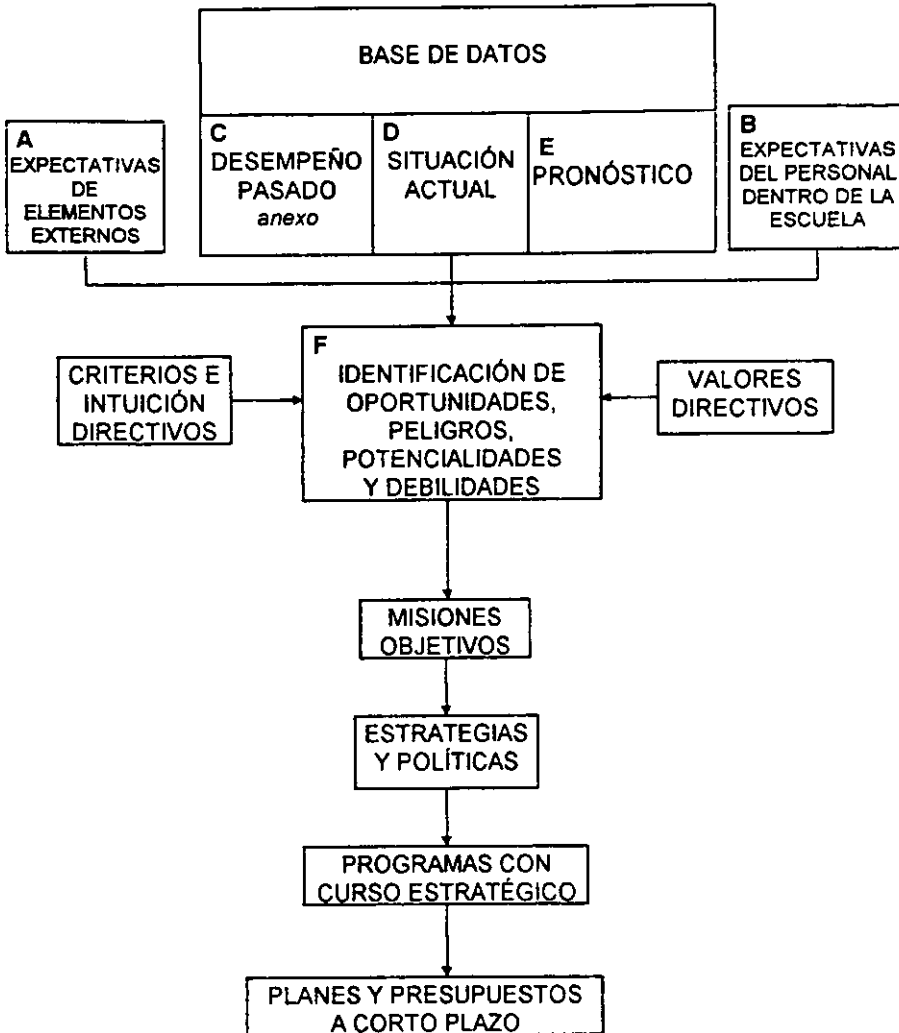 BASE DE DATOS
A
EXPECTATIVAS
DE
ELEMENTOS
EXTERNOS
C
DESEMPEÑO
PASADO
anexo
D
SITUACIÓN
ACTUAL
E
PRONÓSTICO
B
EXPECTATIVAS
DEL PERSONAL
DENTRO DE LA
ESCUELA
CRITERIOS E
INTUICIÓN
DIRECTIVOS
F
IDENTIFICACIÓN DE
OPORTUNIDADES,
PELIGROS,
POTENCIALIDADES
Y DEBILIDADES
VALORES
DIRECTIVOS
MISIONES
OBJETIVOS
ESTRATEGIAS
Y POLÍTICAS
PROGRAMAS CON
CURSO ESTRATÉGICO
PLANES Y PRESUPUESTOS
A CORTO PLAZO